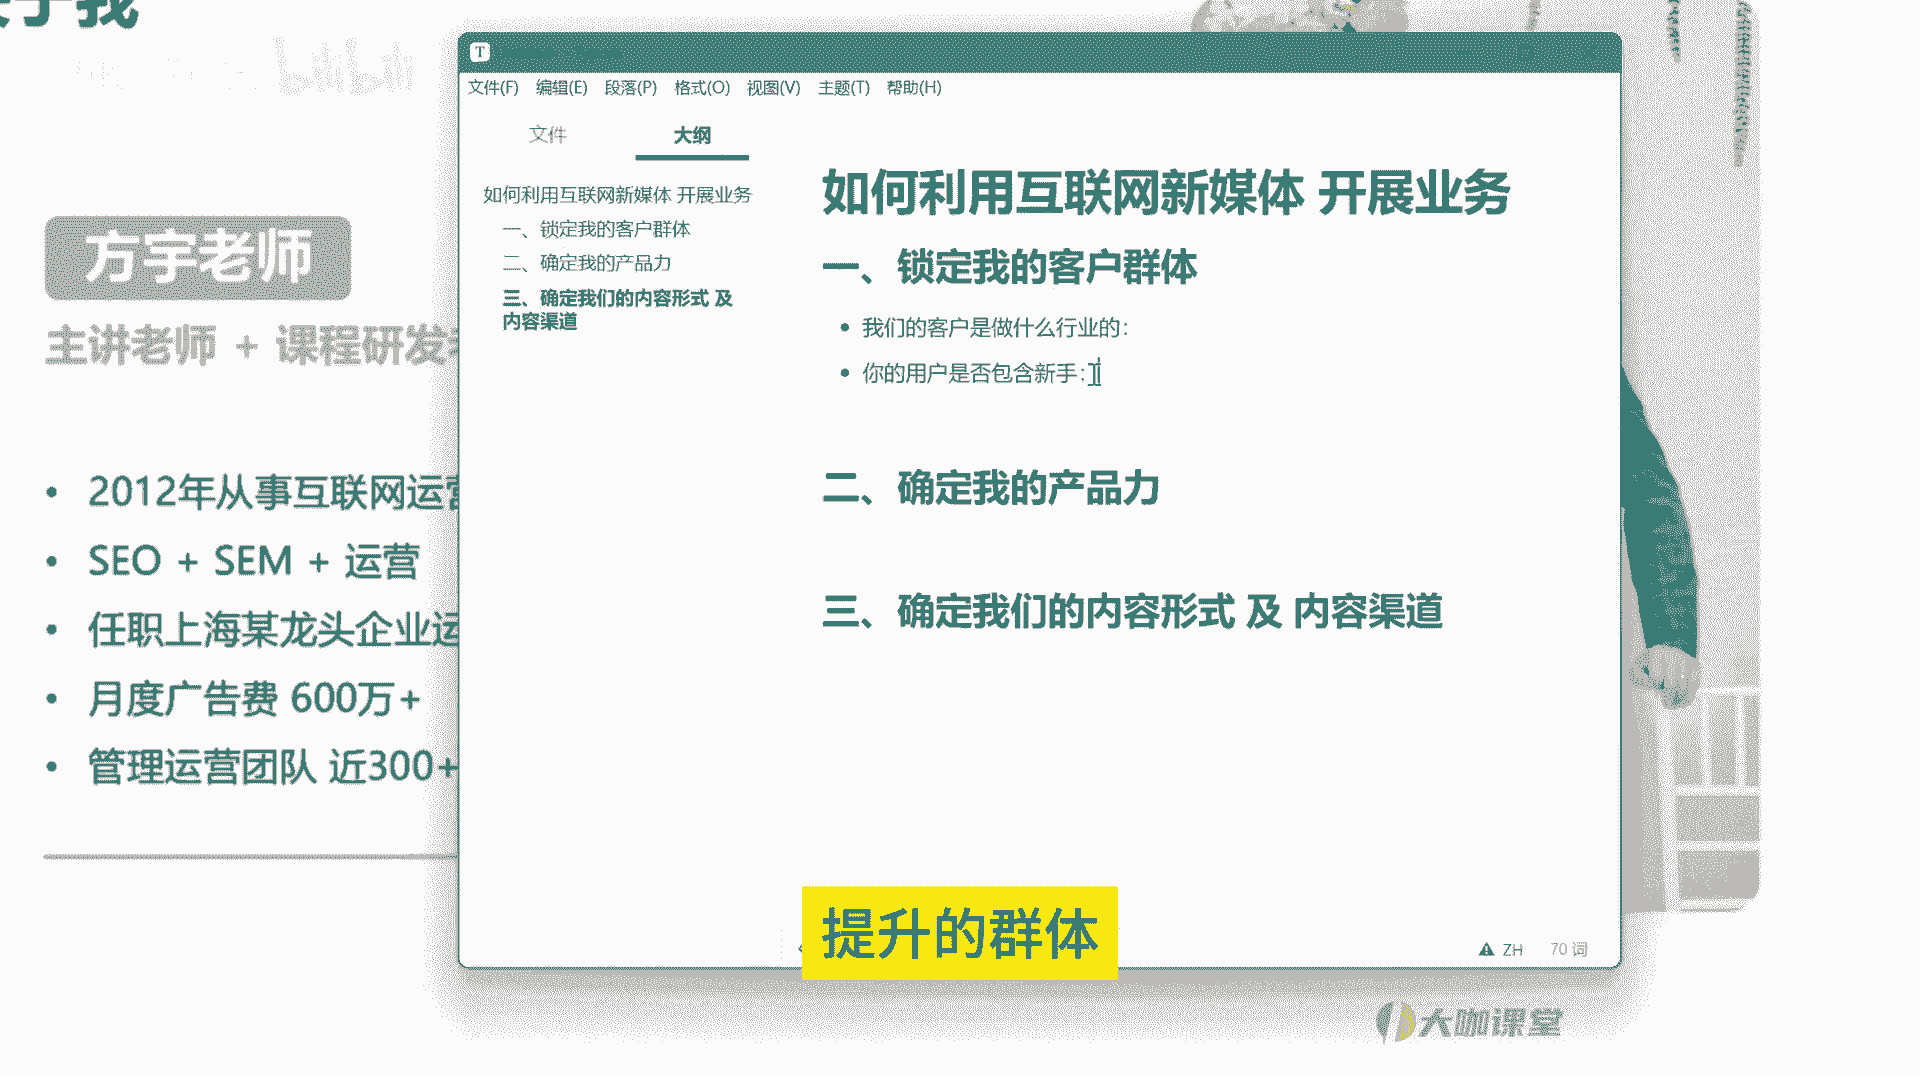 于我
bilibili
方宇老师
主讲老师 + 课程研发
• 2012年从事互联网运营
• SEO + SEM + 运营
• 任职上海某龙头企业运
• 月度广告费 600万+
• 管理运营团队 近300+
T
文件(F) 编辑(E) 段落(P) 格式(O) 视图(V) 主题(T) 帮助(H)
文件 大纲
如何利用互联网新媒体 开展业务
一、锁定我的客户群体
二、确定我的产品力
三、确定我们的内容形式 及
内容渠道
如何利用互联网新媒体 开展业务
一、锁定我的客户群体
• 我们的客户是做什么行业的：
• 你的用户是否包含新手；
二、确定我的产品力
三、确定我们的内容形式 及 内容渠道
ZH 70 词
提升的群体
大咖课堂